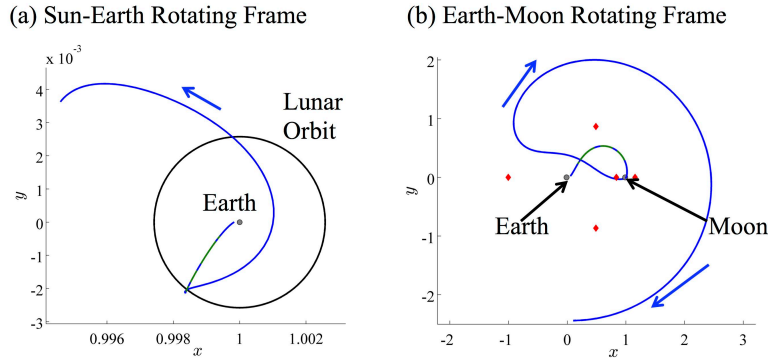 (a) Sun-Earth Rotating Frame
x 10⁻³
4
3
2
1
0
-1
-2
-3
y
0.996
0.998
1
1.002
x
Lunar
Orbit
Earth
(b) Earth-Moon Rotating Frame
2
1
0
-1
-2
y
-2
-1
0
1
2
3
x
Earth
Moon